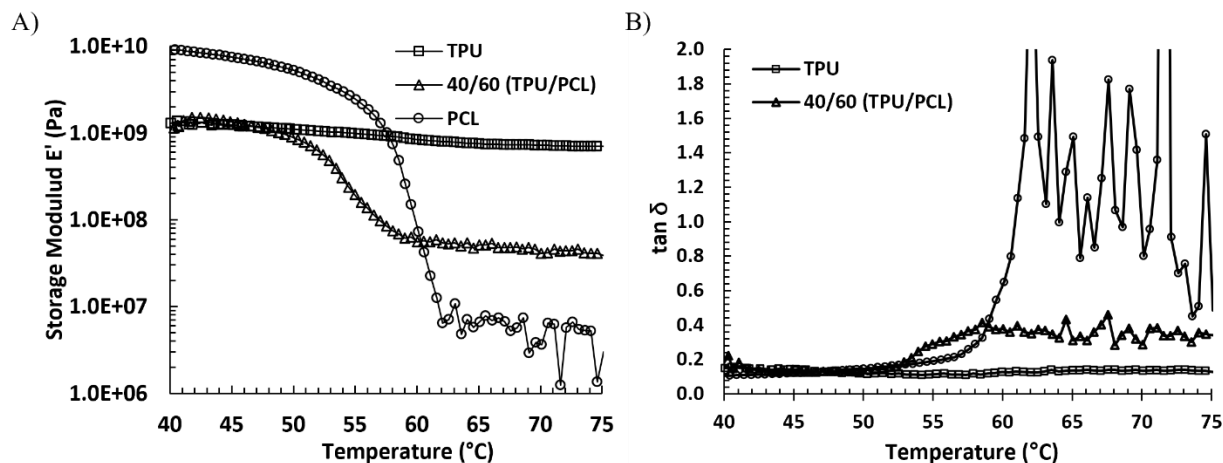 A)
1.0E+10
1.0E+09
1.0E+08
1.0E+07
1.0E+06
Storage Modulud E' (Pa)
TPU
40/60 (TPU/PCL)
PCL
40 45 50 55 60 65 70 75
Temperature (°C)
B)
2.0
1.8
1.6
1.4
1.2
1.0
0.8
0.6
0.4
0.2
0.0
tan δ
TPU
40/60 (TPU/PCL)
40 45 50 55 60 65 70 75
Temperature (°C)